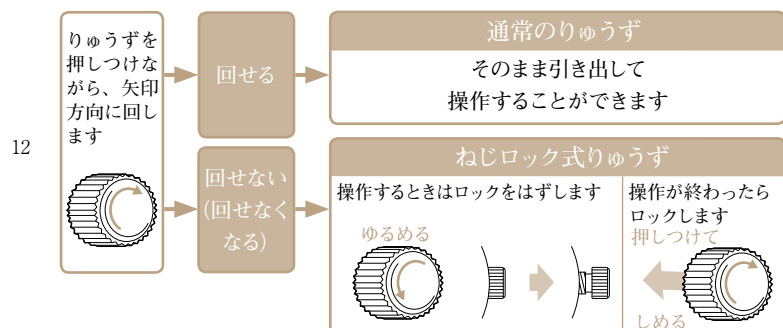 12
りゅうずを
押しつけな
がら、矢印
方向に回し
ます
回せる
通常のりゅうず
そのまま引き出して
操作することができます
回せない
(回せなく
なる)
ねじロック式りゅうず
操作するときはロックをはずします
ゆるめる
操作が終わったら
ロックします
押しつけて
しめる